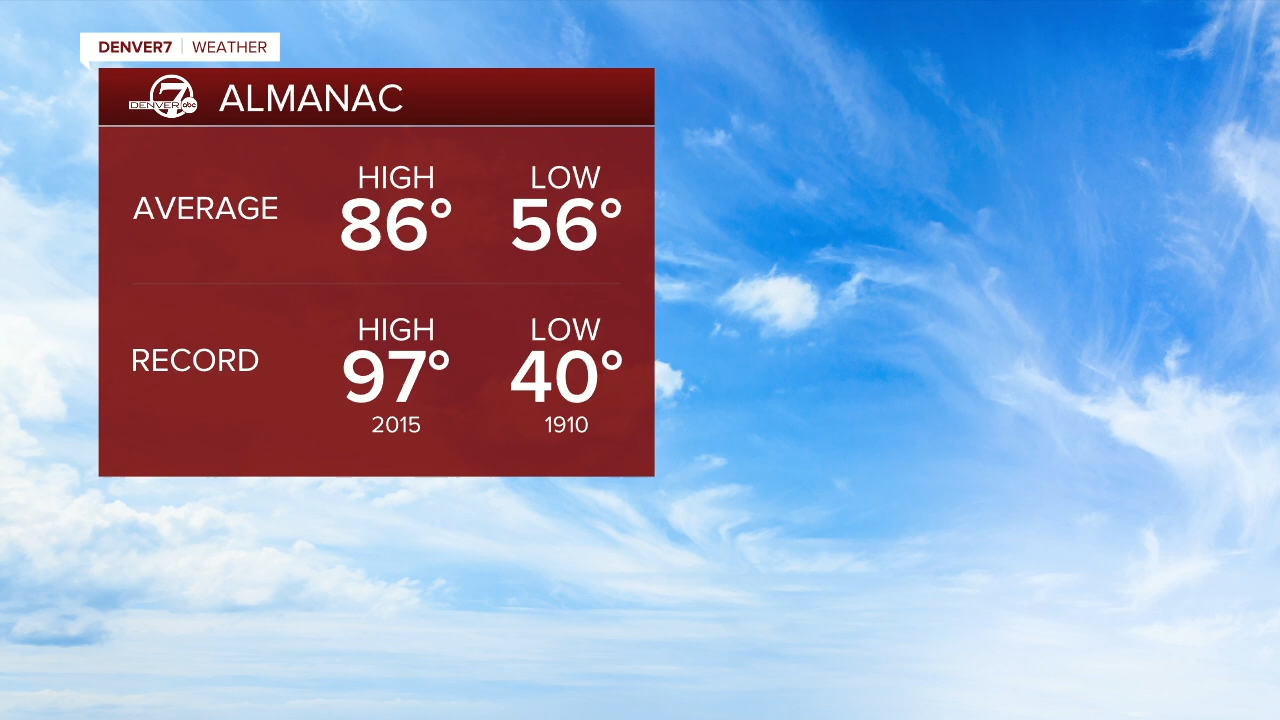 DENVER7 | WEATHER
DENVER 7 abc
ALMANAC
HIGH LOW
AVERAGE 86° 56°
HIGH LOW
RECORD 97° 40°
2015 1910